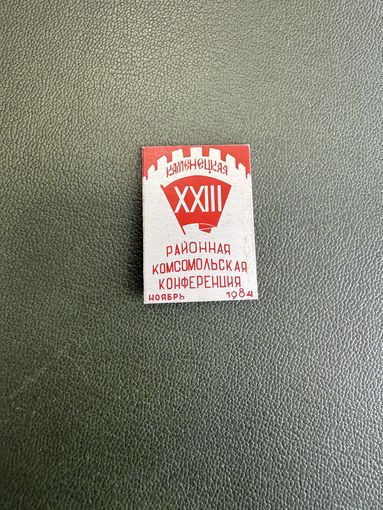 КАМЕНЕЦКАЯ
XXIII
РАЙОННАЯ
КОМСОМОЛЬСКАЯ
КОНФЕРЕНЦИЯ
НОЯБРЬ 1984